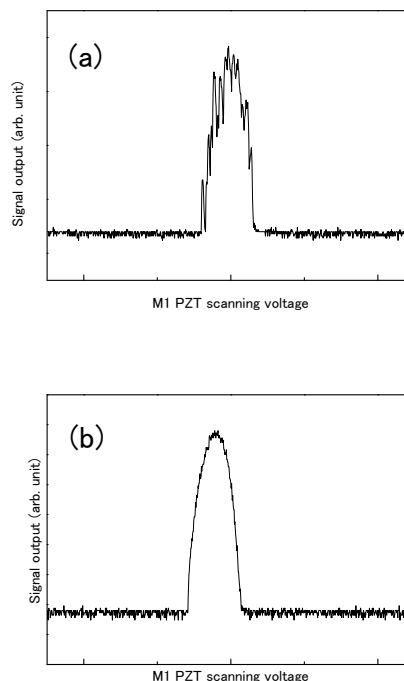 (a)
Signal output (arb. unit)
M1 PZT scanning voltage
(b)
Signal output (arb. unit)
M1 PZT scanning voltage